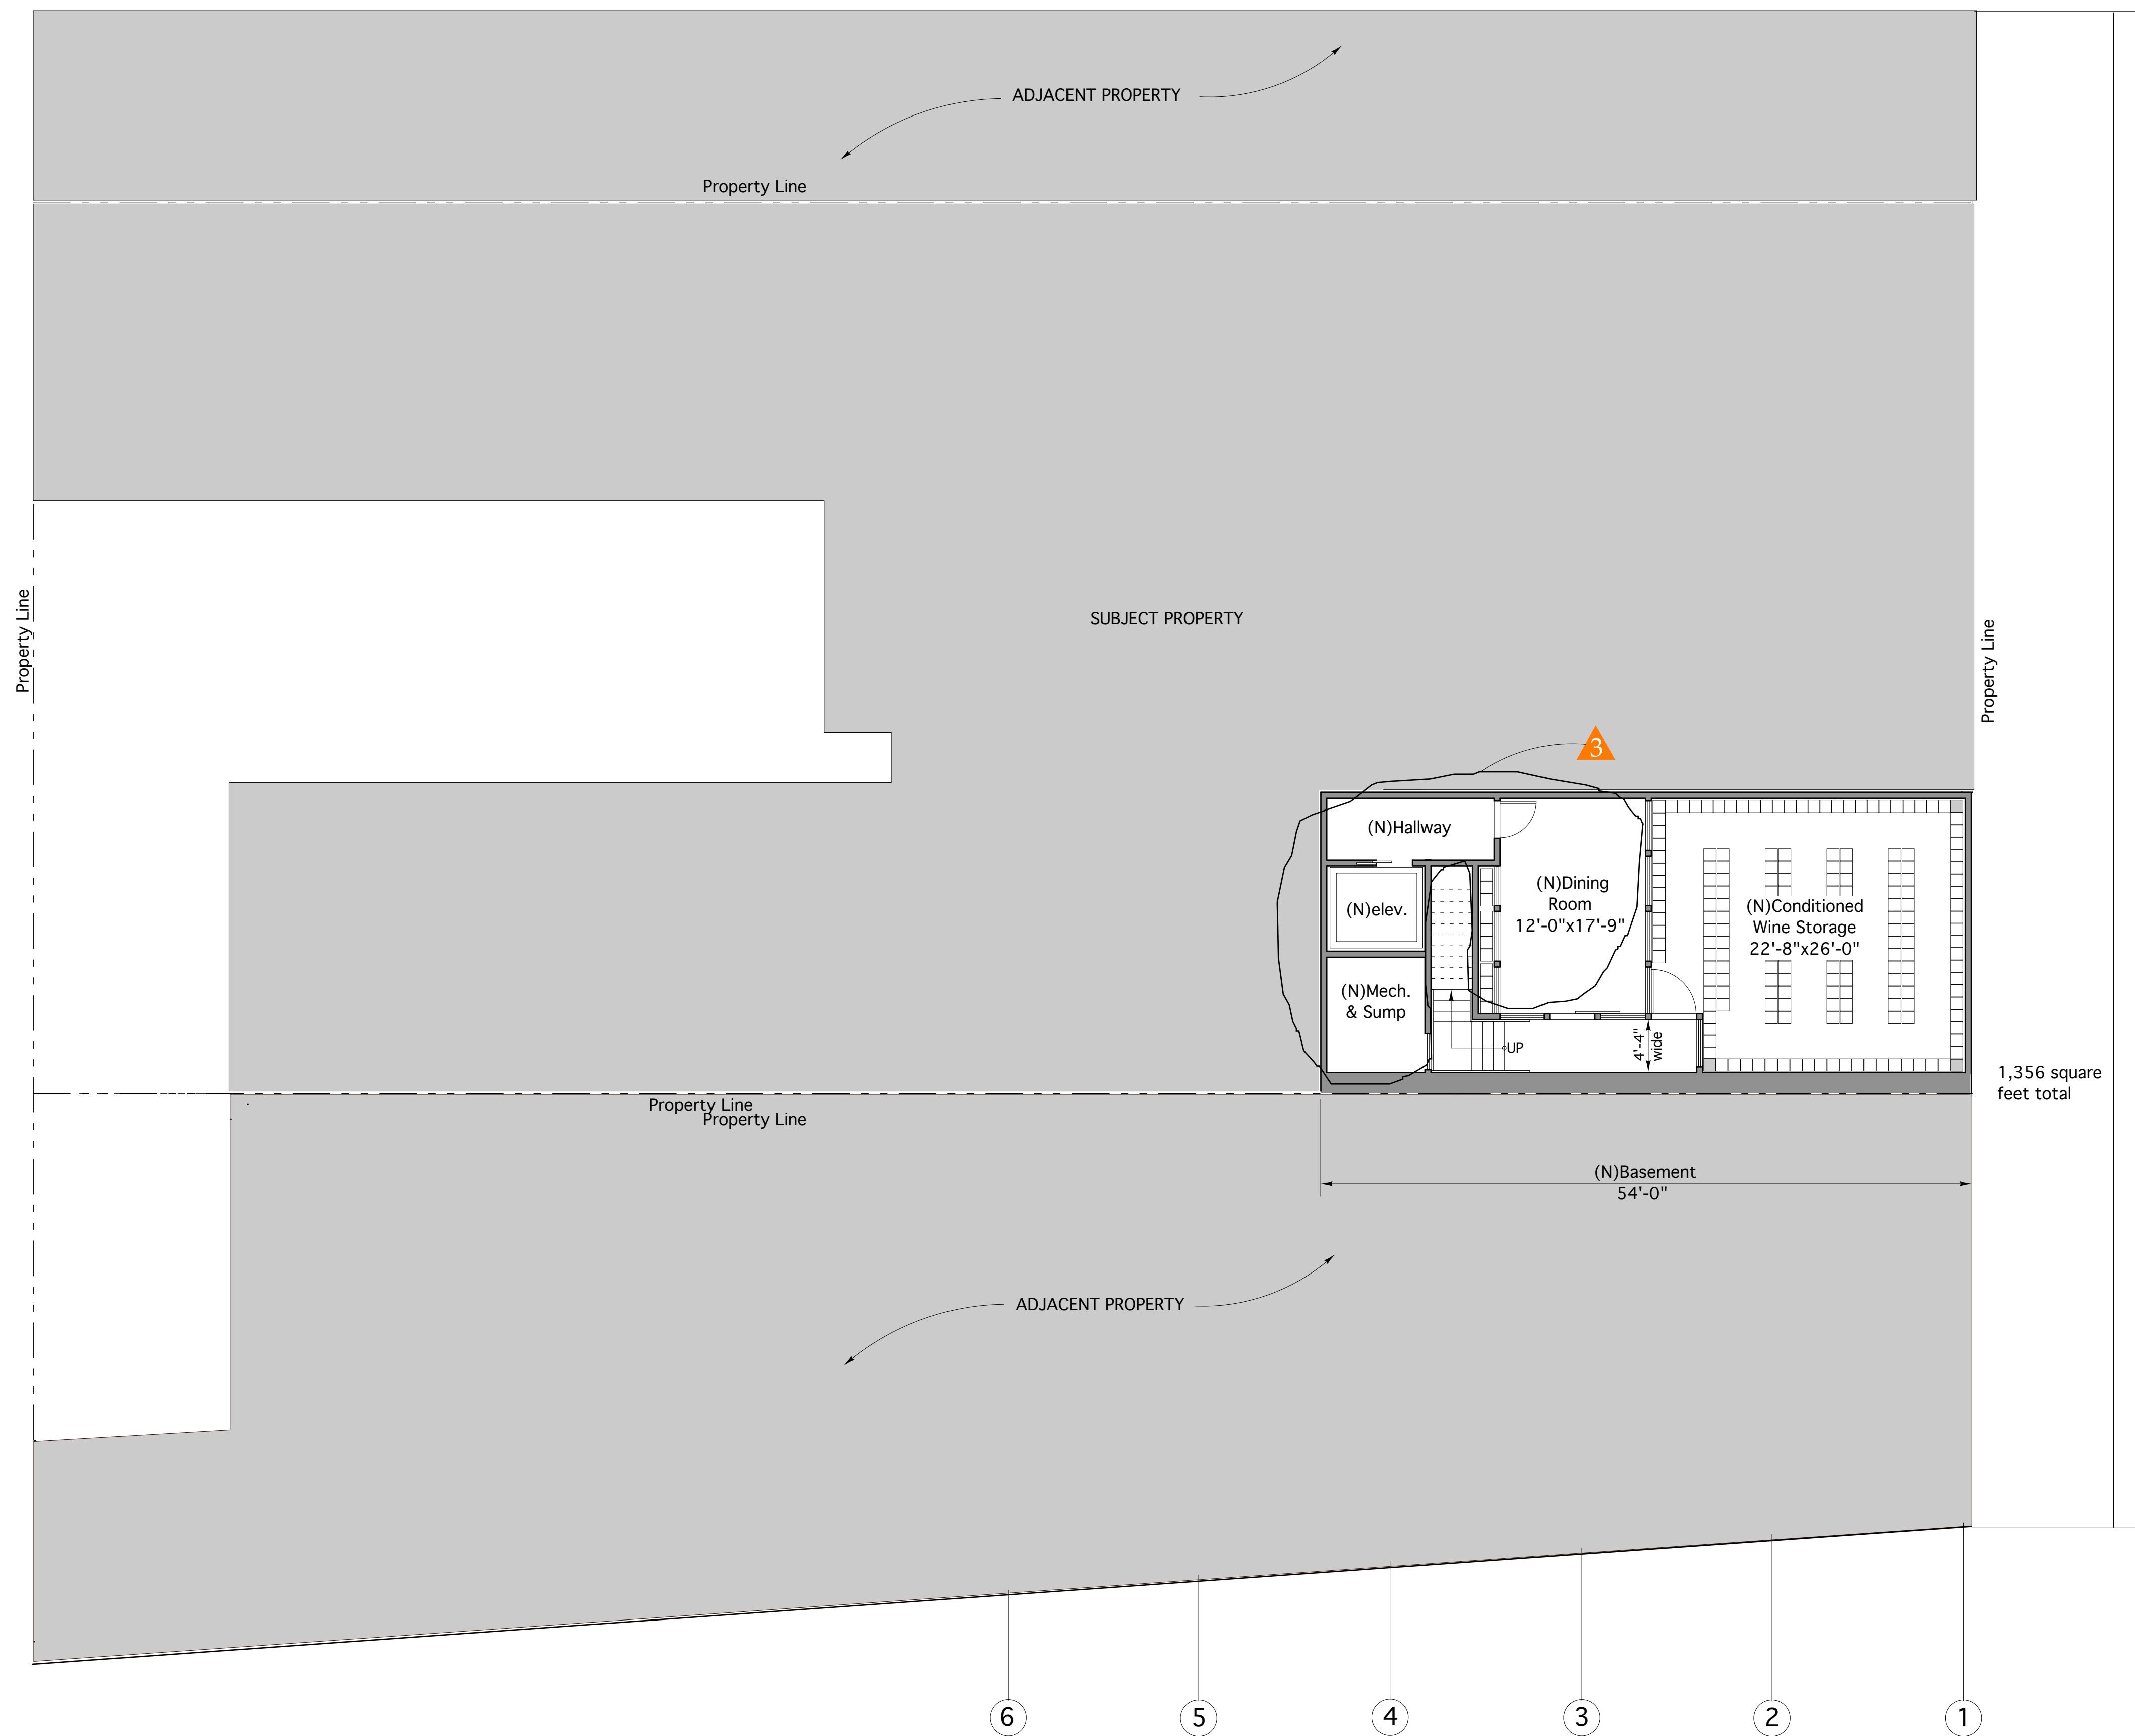 ADJACENT PROPERTY
Property Line
Property Line
SUBJECT PROPERTY
Property Line
3
(N)Hallway
(N)Dining
Room
12'-0"x17'-9"
(N)elev.
(N)Conditioned
Wine Storage
22'-8"x26'-0"
(N)Mech.
& Sump
UP
4'-4"
wide
1,356 square
feet total
Property Line
Property Line
(N)Basement
54'-0"
ADJACENT PROPERTY
6
5
4
3
2
1